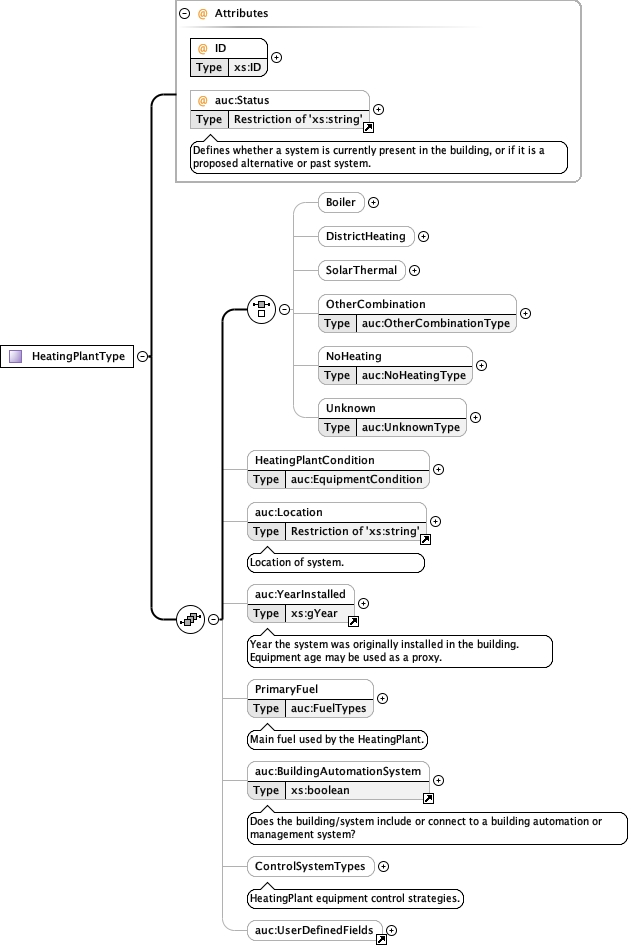 @ Attributes
@ ID
Type xs:ID
@ auc:Status
Type Restriction of 'xs:string'
Defines whether a system is currently present in the building, or if it is a
proposed alternative or past system.
Boiler
DistrictHeating
SolarThermal
OtherCombination
Type auc:OtherCombinationType
HeatingPlantType
NoHeating
Type auc:NoHeatingType
Unknown
Type auc:UnknownType
HeatingPlantCondition
Type auc:EquipmentCondition
auc:Location
Type Restriction of 'xs:string'
Location of system.
auc:YearInstalled
Type xs:gYear
Year the system was originally installed in the building.
Equipment age may be used as a proxy.
PrimaryFuel
Type auc:FuelTypes
Main fuel used by the HeatingPlant.
auc:BuildingAutomationSystem
Type xs:boolean
Does the building/system include or connect to a building automation or
management system?
ControlSystemTypes
HeatingPlant equipment control strategies.
auc:UserDefinedFields